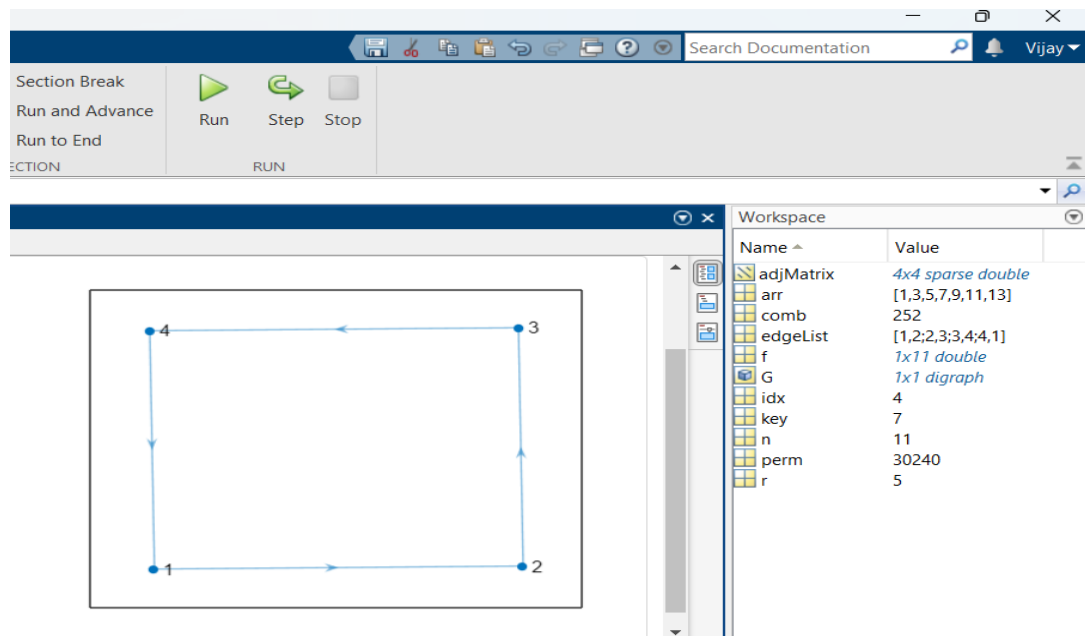 Search Documentation
Vijay
Section Break
Run and Advance
Run to End
Run Step Stop
ECTION RUN
Workspace
Name Value
adjMatrix 4x4 sparse double
arr [1,3,5,7,9,11,13]
comb 252
edgeList [1,2;2,3;3,4;4,1]
f 1x11 double
G 1x1 digraph
idx 4
key 7
n 11
perm 30240
r 5
4 3
1 2